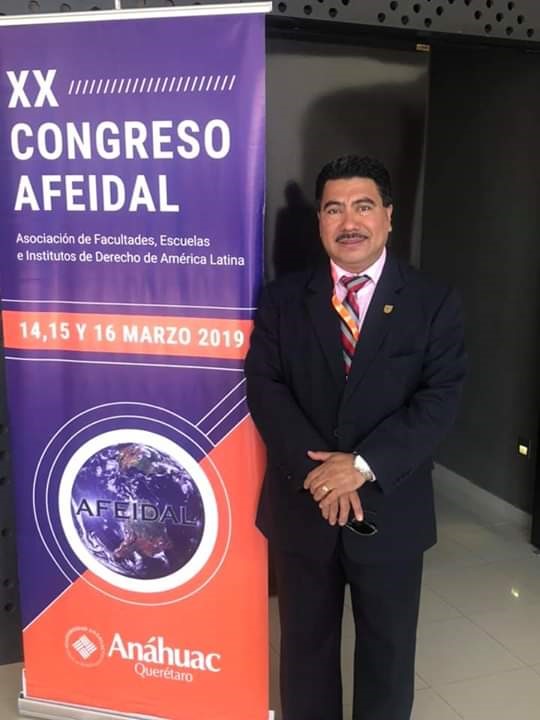 XX
CONGRESO
AFEIDAL
Asociación de Facultades, Escuelas
e Institutos de Derecho de América Latina
14,15 Y 16 MARZO 2019
AFEIDAL
Anáhuac
Querétaro